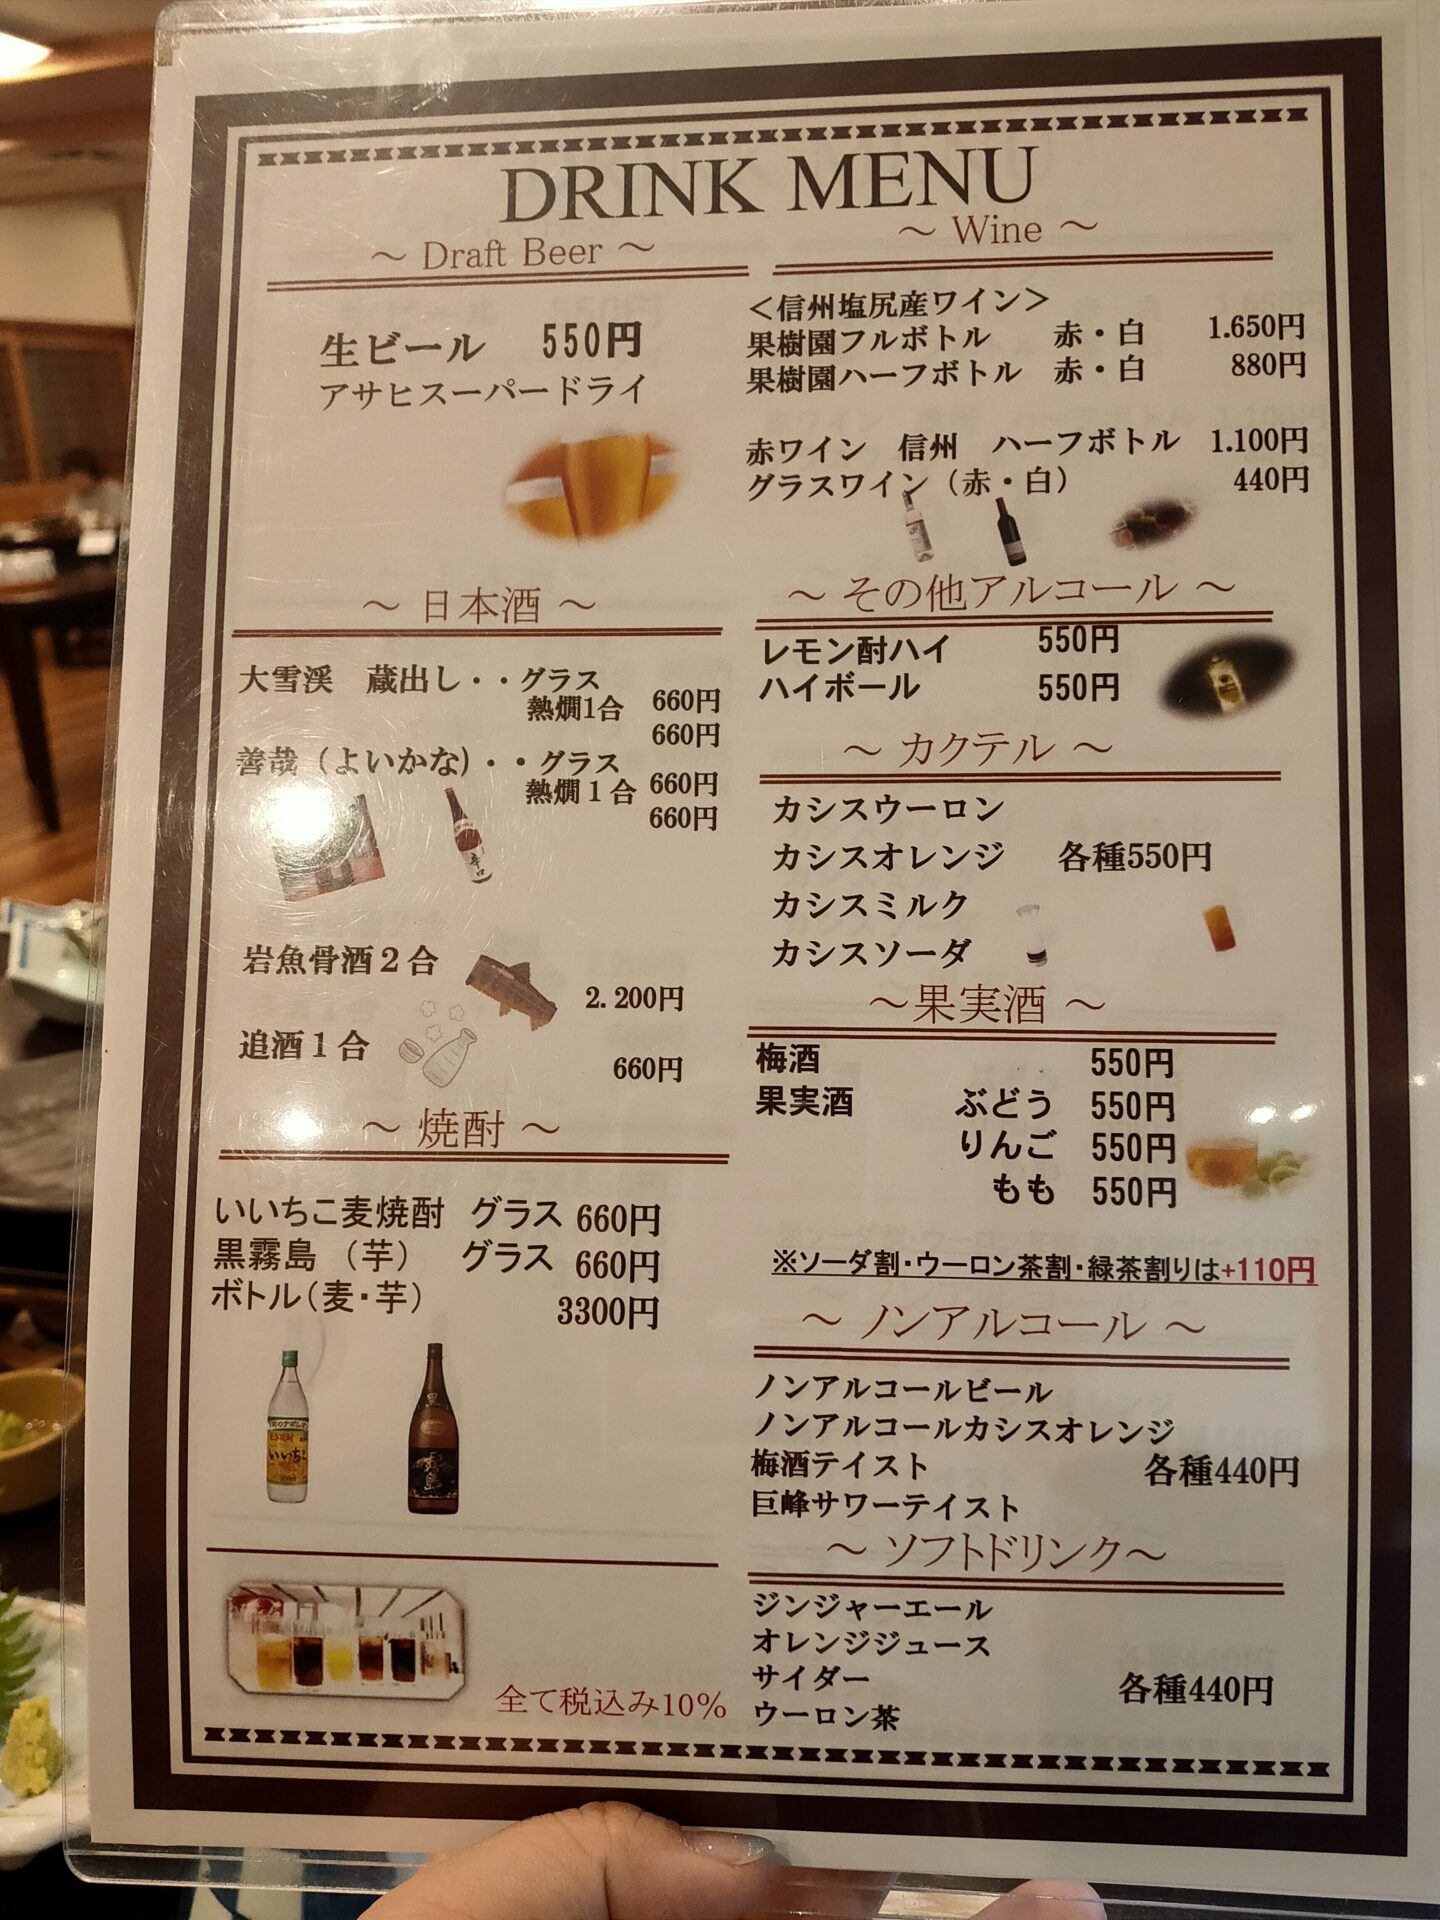 DRINK MENU
～ Draft Beer ～
生ビール 550円
アサヒスーパードライ
～ 日本酒 ～
大雪渓 蔵出し・・グラス 660円
熱燗1合 660円
善哉（よいかな）・・グラス 660円
熱燗１合 660円
岩魚骨酒２合 2.200円
追酒１合 660円
～ 焼酎 ～
いいちこ麦焼酎 グラス 660円
黒霧島 （芋） グラス 660円
ボトル（麦・芋） 3300円
いいちこ
霧島
全て税込み10%
～ Wine ～
＜信州塩尻産ワイン＞
果樹園フルボトル 赤・白 1.650円
果樹園ハーフボトル 赤・白 880円
赤ワイン 信州 ハーフボトル 1.100円
グラスワイン（赤・白） 440円
～ その他アルコール ～
レモン酎ハイ 550円
ハイボール 550円
～ カクテル ～
カシスウーロン
カシスオレンジ 各種550円
カシスミルク
カシスソーダ
～果実酒 ～
梅酒 550円
果実酒 ぶどう 550円
りんご 550円
もも 550円
※ソーダ割・ウーロン茶割・緑茶割りは+110円
～ ノンアルコール ～
ノンアルコールビール
ノンアルコールカシスオレンジ
梅酒テイスト 各種440円
巨峰サワーテイスト
～ ソフトドリンク～
ジンジャーエール
オレンジジュース
サイダー 各種440円
ウーロン茶